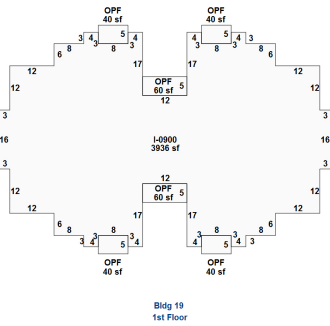 OPF OPF
40 sf 40 sf
3 4 5 4 4 5 4 3
8 3 3 3 3 8
6 8 8 6
17 17
12 12
OPF 5
60 sf
12 12
12
3 3
I-0900
16 16
3936 sf
3 3
12
12 OPF 5 12
60 sf
12 12
17 17
6 6
8 8 8 8
3 3 3 3
3 4 5 4 4 5 4 3
OPF OPF
40 sf 40 sf
Bldg 19
1st Floor